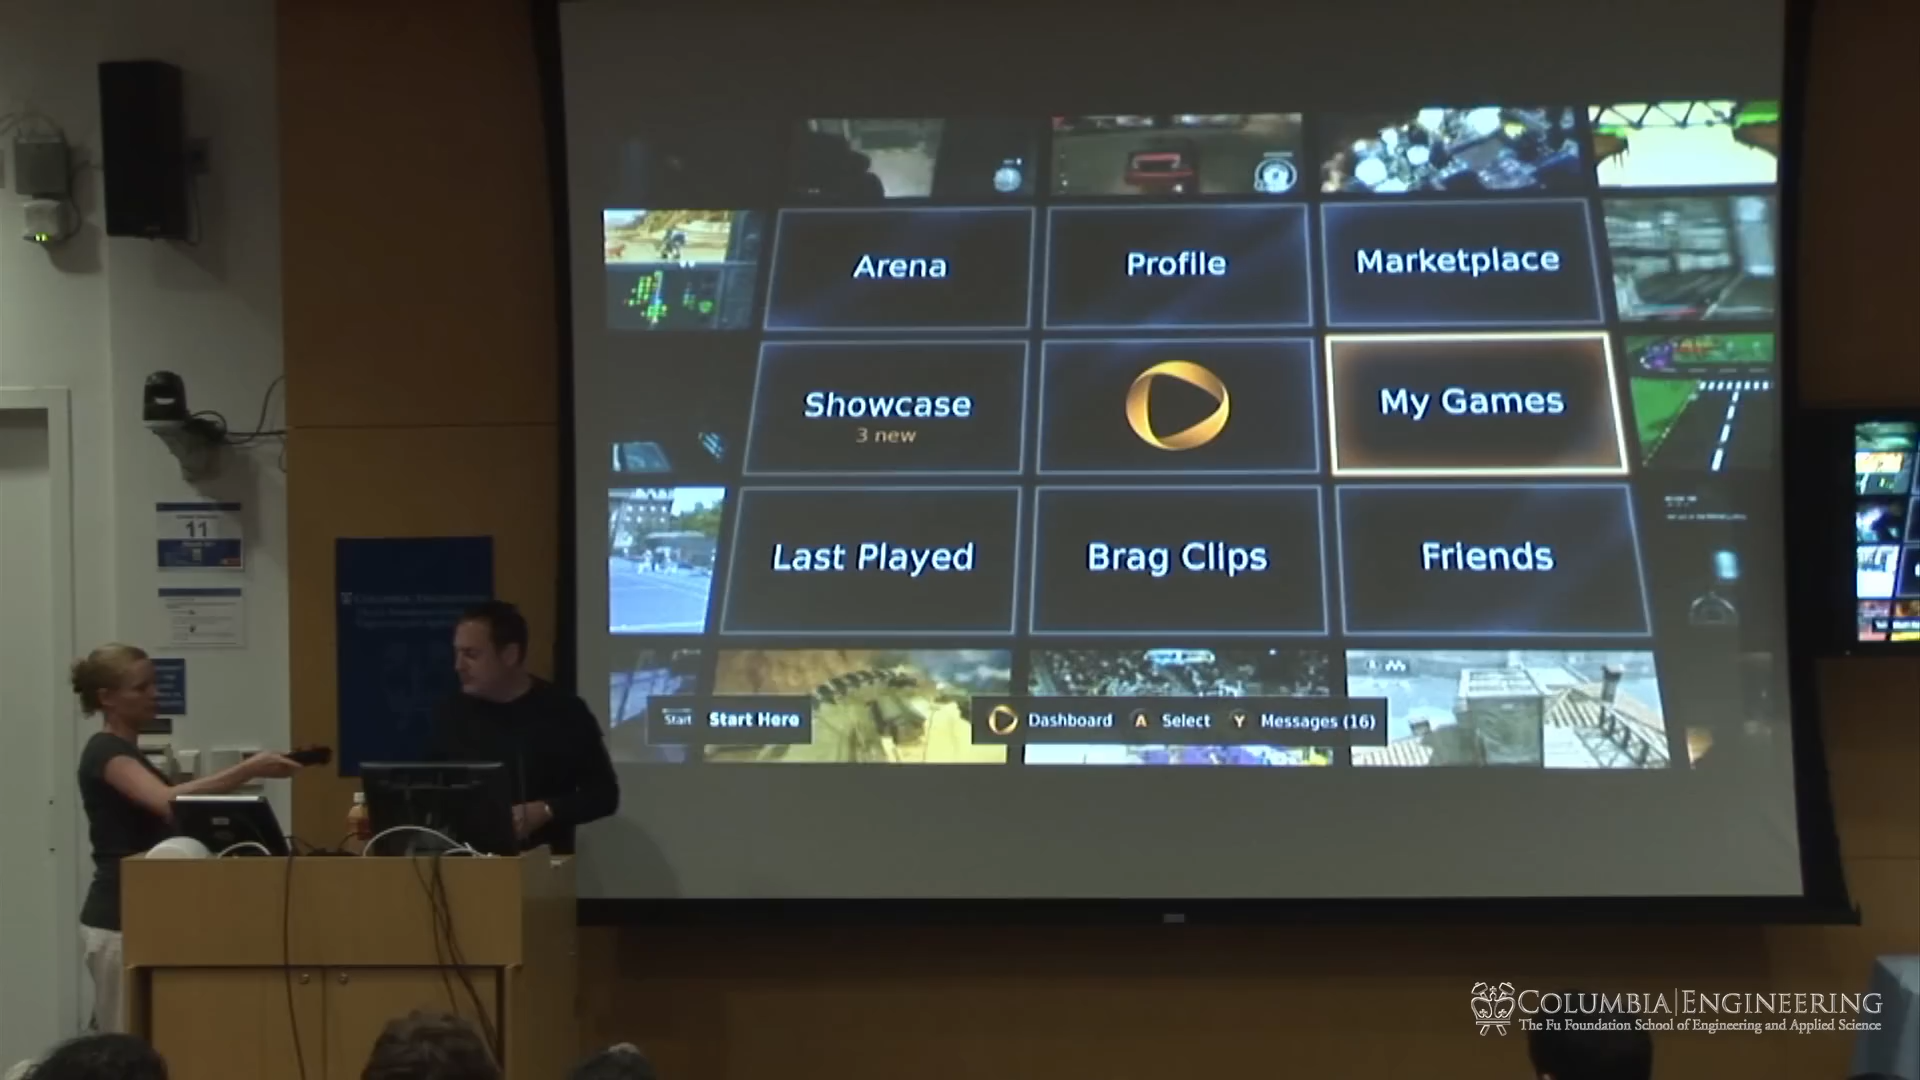 Arena
Profile
Marketplace
Showcase
3 new
My Games
Last Played
Brag Clips
Friends
Start
Start Here
Dashboard
A
Select
Y
Messages (16)
11
COLUMBIA|ENGINEERING
The Fu Foundation School of Engineering and Applied Science